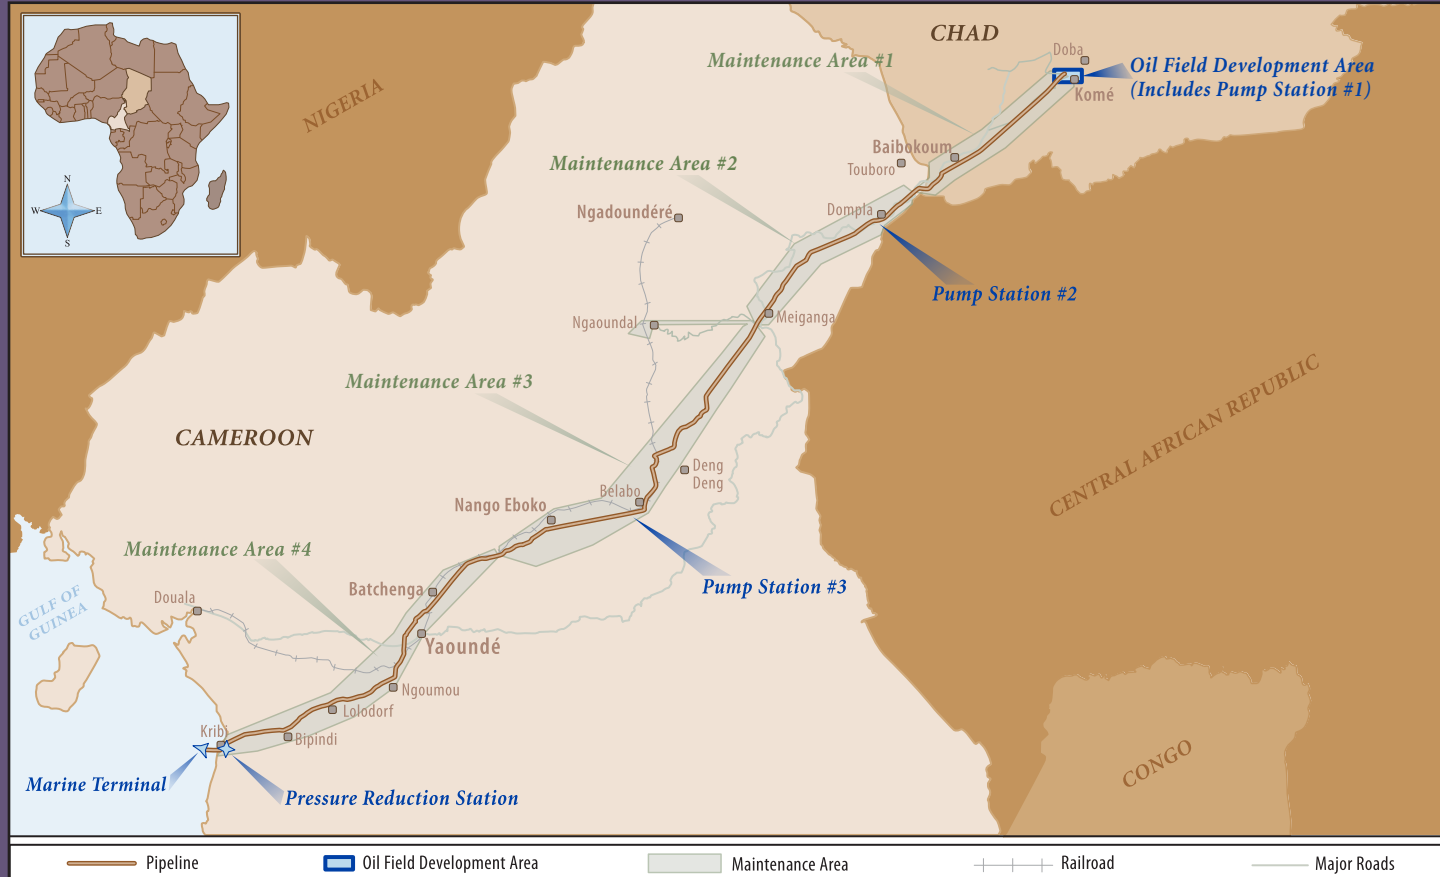 N
W
E
S
NIGERIA
CHAD
Maintenance Area #1
Doba
Oil Field Development Area
(Includes Pump Station #1)
Komé
Baibokoum
Touboro
Maintenance Area #2
Ngadoundéré
Dompla
Pump Station #2
Ngaoundal
Meiganga
Maintenance Area #3
CAMEROON
CENTRAL AFRICAN REPUBLIC
Deng
Deng
Belabo
Nango Eboko
Maintenance Area #4
Pump Station #3
Batchenga
Douala
GULF OF
GUINEA
Yaoundé
Ngoumou
Lolodorf
Kribi
Bipindi
CONGO
Marine Terminal
Pressure Reduction Station
Pipeline
Oil Field Development Area
Maintenance Area
Railroad
Major Roads